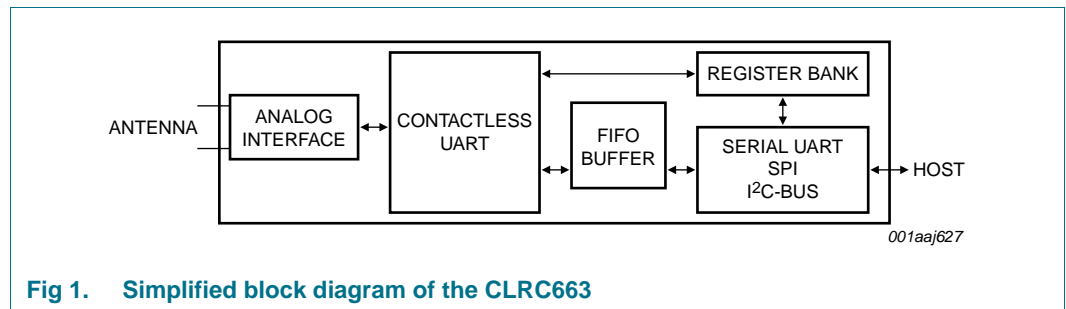 ANTENNA
ANALOG
INTERFACE
CONTACTLESS
UART
FIFO
BUFFER
REGISTER BANK
SERIAL UART
SPI
I²C-BUS
HOST
001aaj627
Fig 1. Simplified block diagram of the CLRC663